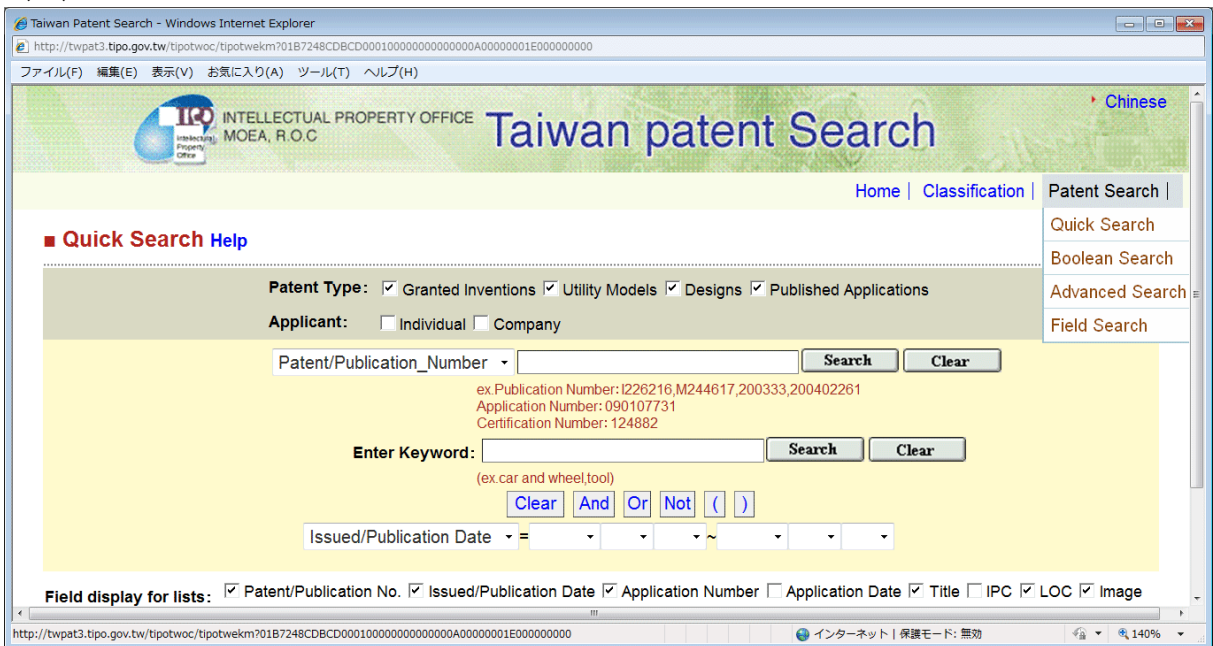 Taiwan Patent Search - Windows Internet Explorer
http://twpat3.tipo.gov.tw/tipotwoc/tipotwekm?01B7248CDBCD000100000000000000A00000001E000000000
ファイル(F) 編集(E) 表示(V) お気に入り(A) ツール(T) ヘルプ(H)
Chinese
TIPO
Intellectual
Property
Office
INTELLECTUAL PROPERTY OFFICE
MOEA, R.O.C
Taiwan patent Search
Home | Classification | Patent Search |
Quick Search
Boolean Search
Advanced Search
Field Search
■ Quick Search Help
Patent Type: Granted Inventions Utility Models Designs Published Applications
Applicant: Individual Company
Patent/Publication_Number Search Clear
ex.Publication Number: I226216,M244617,200333,200402261
Application Number: 090107731
Certification Number: 124882
Enter Keyword: Search Clear
(ex.car and wheel,tool)
Clear And Or Not ( )
Issued/Publication Date = ~
Field display for lists: Patent/Publication No. Issued/Publication Date Application Number Application Date Title IPC LOC Image
http://twpat3.tipo.gov.tw/tipotwoc/tipotwekm?01B7248CDBCD000100000000000000A00000001E000000000
インターネット | 保護モード: 無効
140%